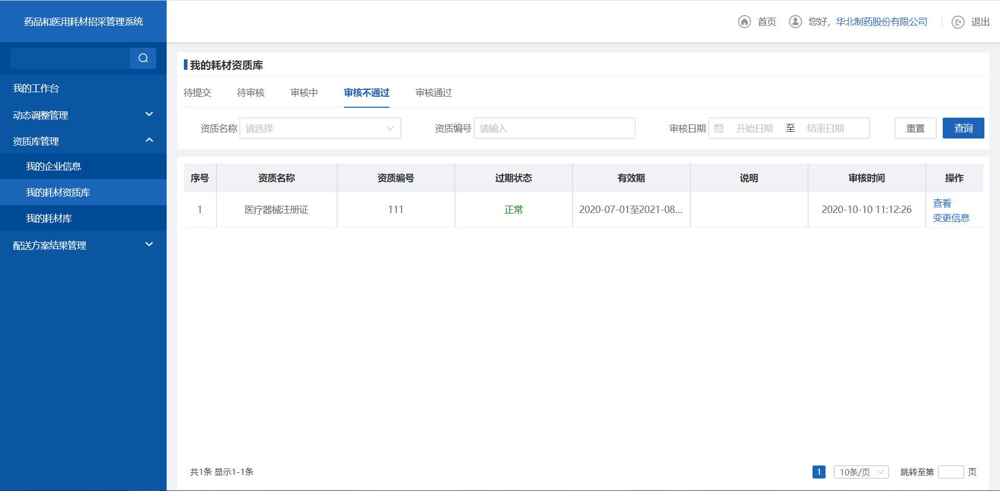 药品和医用耗材招采管理系统
首页 您好，华北制药股份有限公司 退出
我的工作台
动态调整管理
资质库管理
我的企业信息
我的耗材资质库
我的耗材库
配送方案结果管理
我的耗材资质库
待提交 待审核 审核中 审核不通过 审核通过
资质名称 请选择 资质编号 请输入 审核日期 开始日期 至 结束日期 重置 查询
序号 资质名称 资质编号 过期状态 有效期 说明 审核时间 操作
1 医疗器械注册证 111 正常 2020-07-01至2021-08... 2020-10-10 11:12:26 查看
变更信息
共1条 显示1-1条 1 10条/页 跳转至第 页